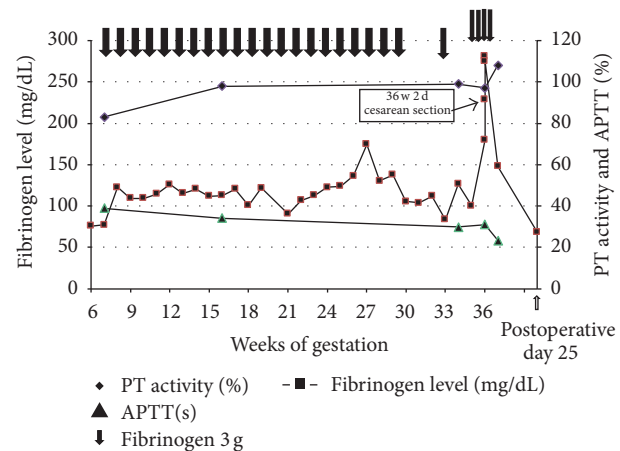 Fibrinogen level (mg/dL)
300
250
200
150
100
50
0
120
100
80
60
40
20
0
PT activity and APTT (%)
36 w 2 d
cesarean section
6 9 12 15 18 21 24 27 30 33 36
Weeks of gestation
Postoperative
day 25
PT activity (%)
Fibrinogen level (mg/dL)
APTT(s)
Fibrinogen 3 g